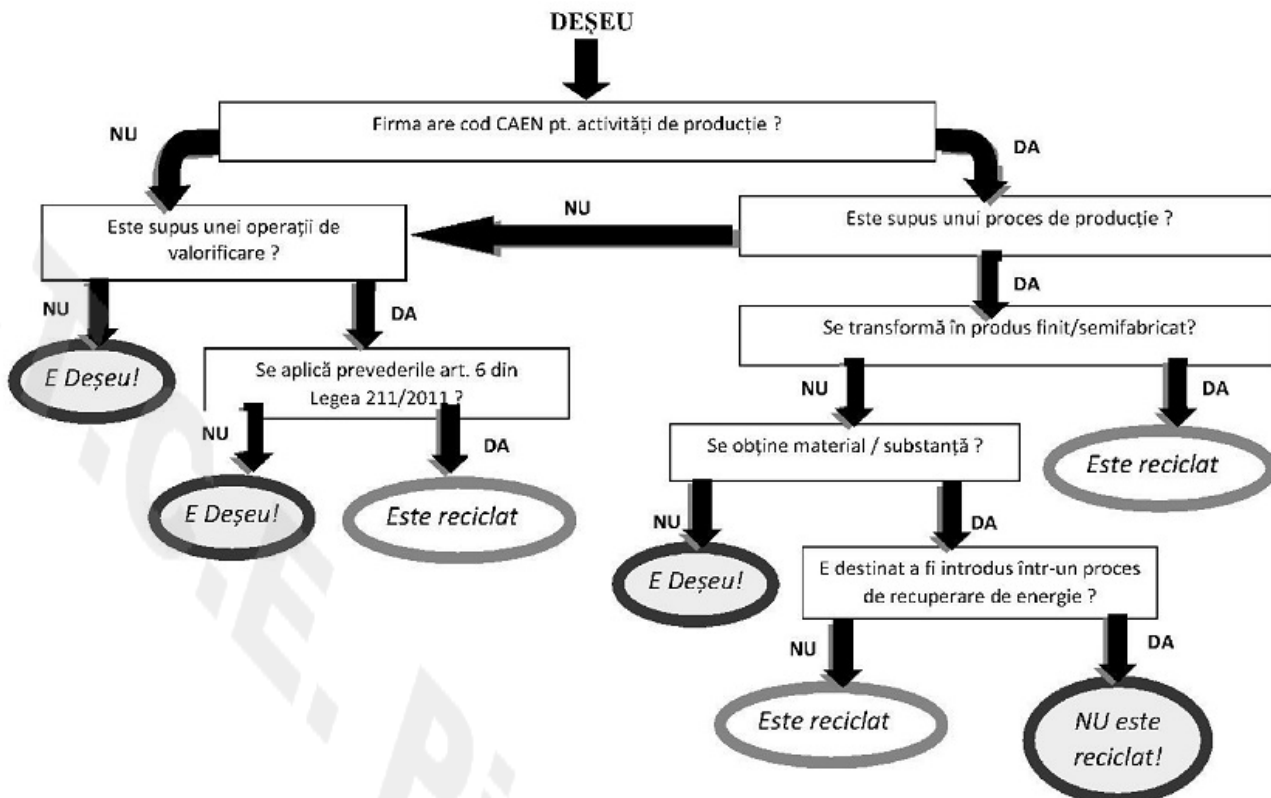 DEȘEU
Firma are cod CAEN pt. activități de producție ?
NU
DA
Este supus unei operații de
valorificare ?
NU
Este supus unui proces de producție ?
NU
DA
DA
E Deșeu!
Se aplică prevederile art. 6 din
Legea 211/2011 ?
Se transformă în produs finit/semifabricat?
NU
DA
NU
DA
E Deșeu!
Este reciclat
Se obține material / substanță ?
Este reciclat
NU
DA
E Deșeu!
E destinat a fi introdus într-un proces
de recuperare de energie ?
NU
DA
Este reciclat
NU este
reciclat!